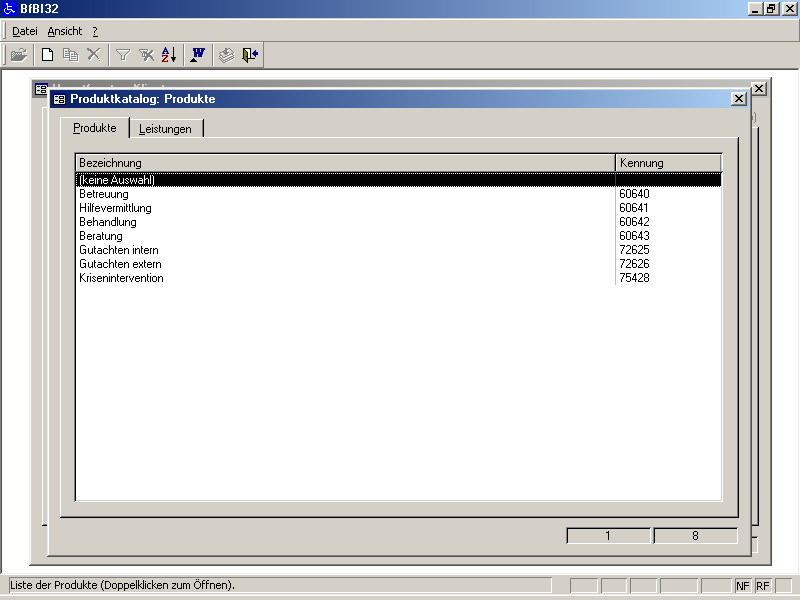 BfBI32
Datei Ansicht ?
Produktkatalog: Produkte
Produkte Leistungen
Bezeichnung Kennung
(keine Auswahl)
Betreuung 60640
Hilfevermittlung 60641
Behandlung 60642
Beratung 60643
Gutachten intern 72625
Gutachten extern 72626
Krisenintervention 75428
1 8
Liste der Produkte (Doppelklicken zum Öffnen). NF RF